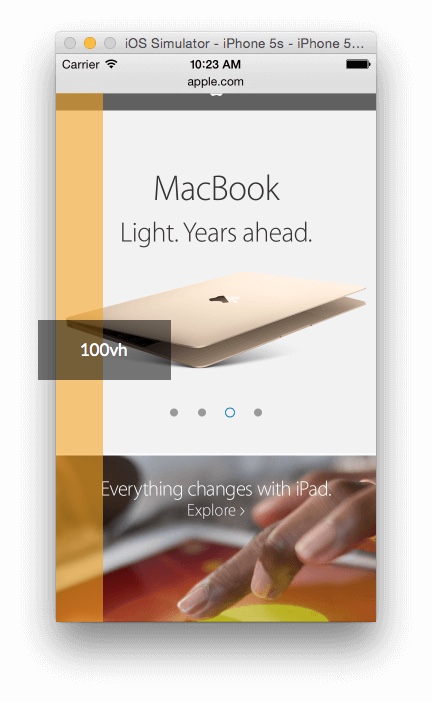 iOS Simulator - iPhone 5s - iPhone 5...
Carrier 10:23 AM
apple.com
MacBook
Light. Years ahead.
100vh
Everything changes with iPad.
Explore >